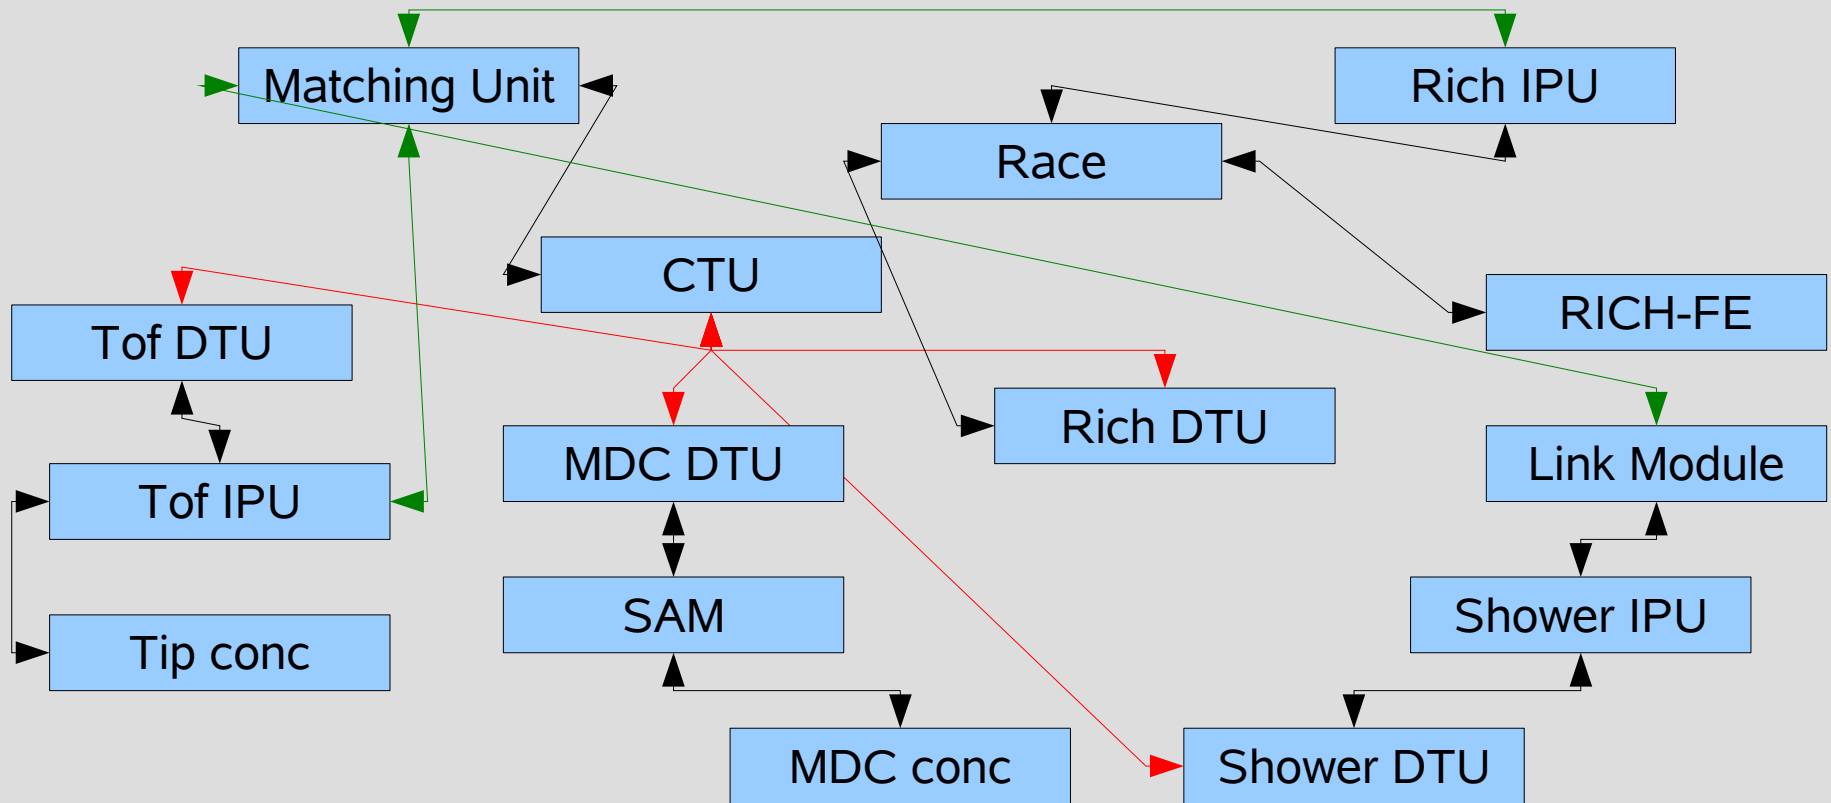 Matching Unit
Rich IPU
Race
CTU
RICH-FE
Tof DTU
Rich DTU
MDC DTU
Link Module
Tof IPU
SAM
Shower IPU
Tip conc
MDC conc
Shower DTU